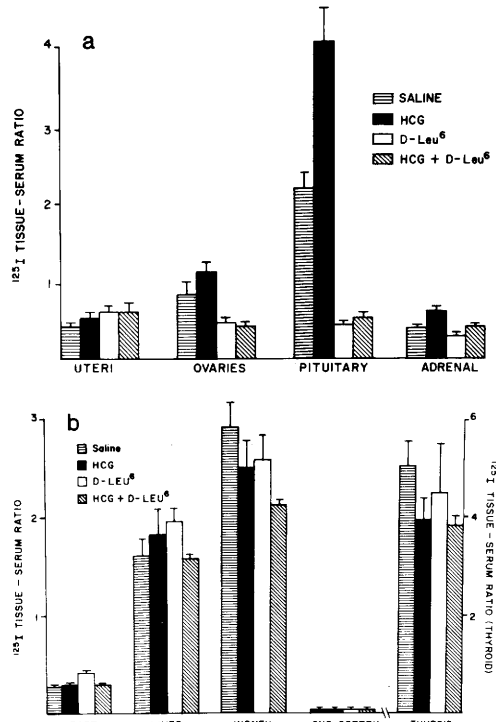 a
4
3
2
1
125I TISSUE-SERUM RATIO
SALINE
HCG
D-Leu6
HCG + D-Leu6
UTERI
OVARIES
PITUITARY
ADRENAL
b
3
2
1
125I TISSUE-SERUM RATIO
Saline
HCG
D-LEU6
HCG + D-LEU6
6
4
2
125I TISSUE-SERUM RATIO (THYROID)